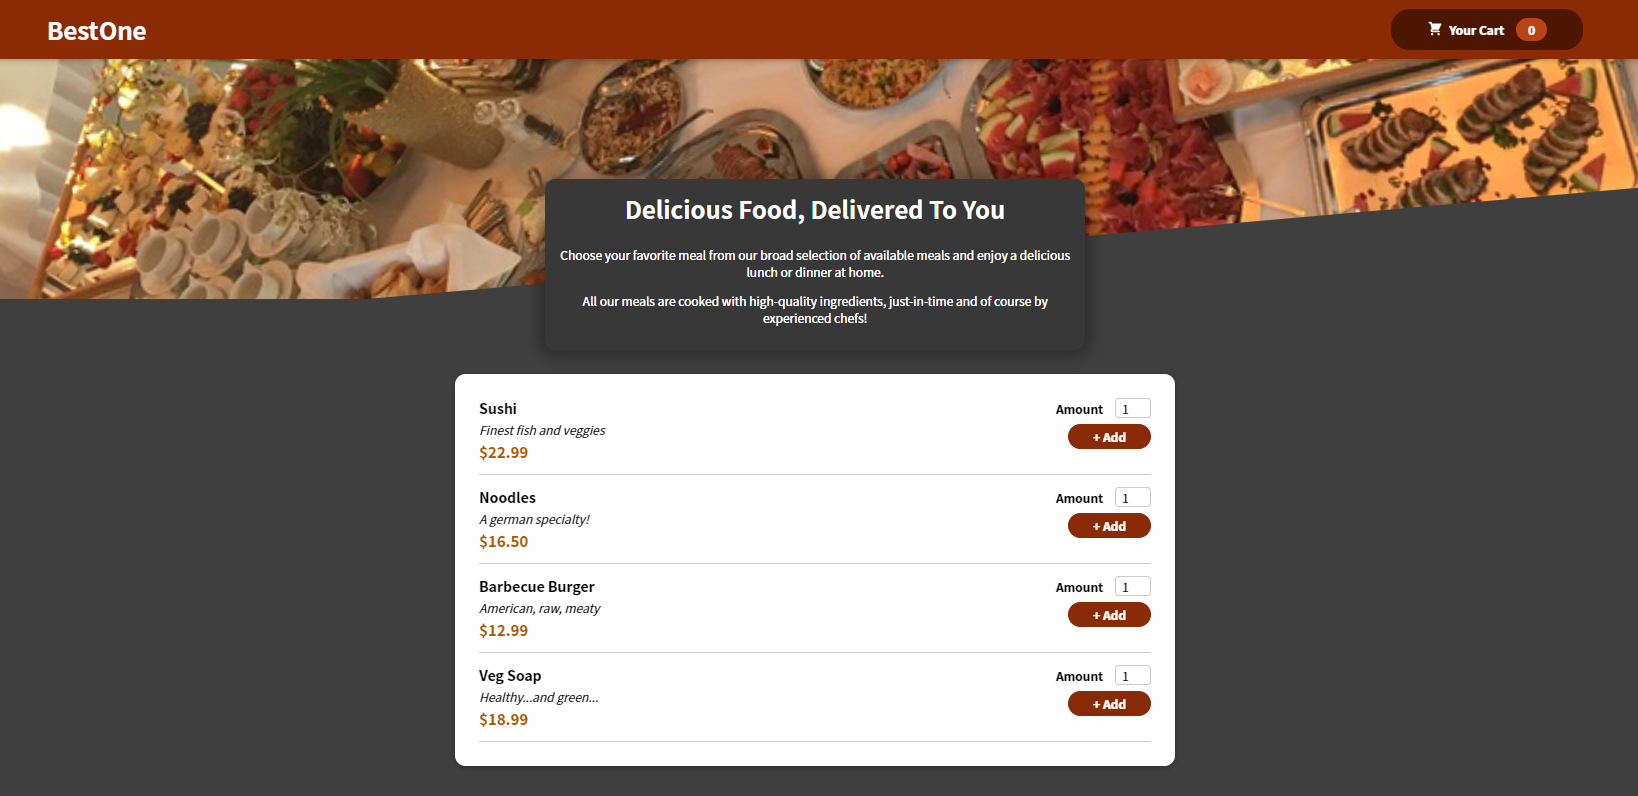 BestOne
Your Cart 0
Delicious Food, Delivered To You
Choose your favorite meal from our broad selection of available meals and enjoy a delicious
lunch or dinner at home.
All our meals are cooked with high-quality ingredients, just-in-time and of course by
experienced chefs!
Sushi
Finest fish and veggies
$22.99
Amount 1
+ Add
Noodles
A german specialty!
$16.50
Amount 1
+ Add
Barbecue Burger
American, raw, meaty
$12.99
Amount 1
+ Add
Veg Soap
Healthy...and green...
$18.99
Amount 1
+ Add